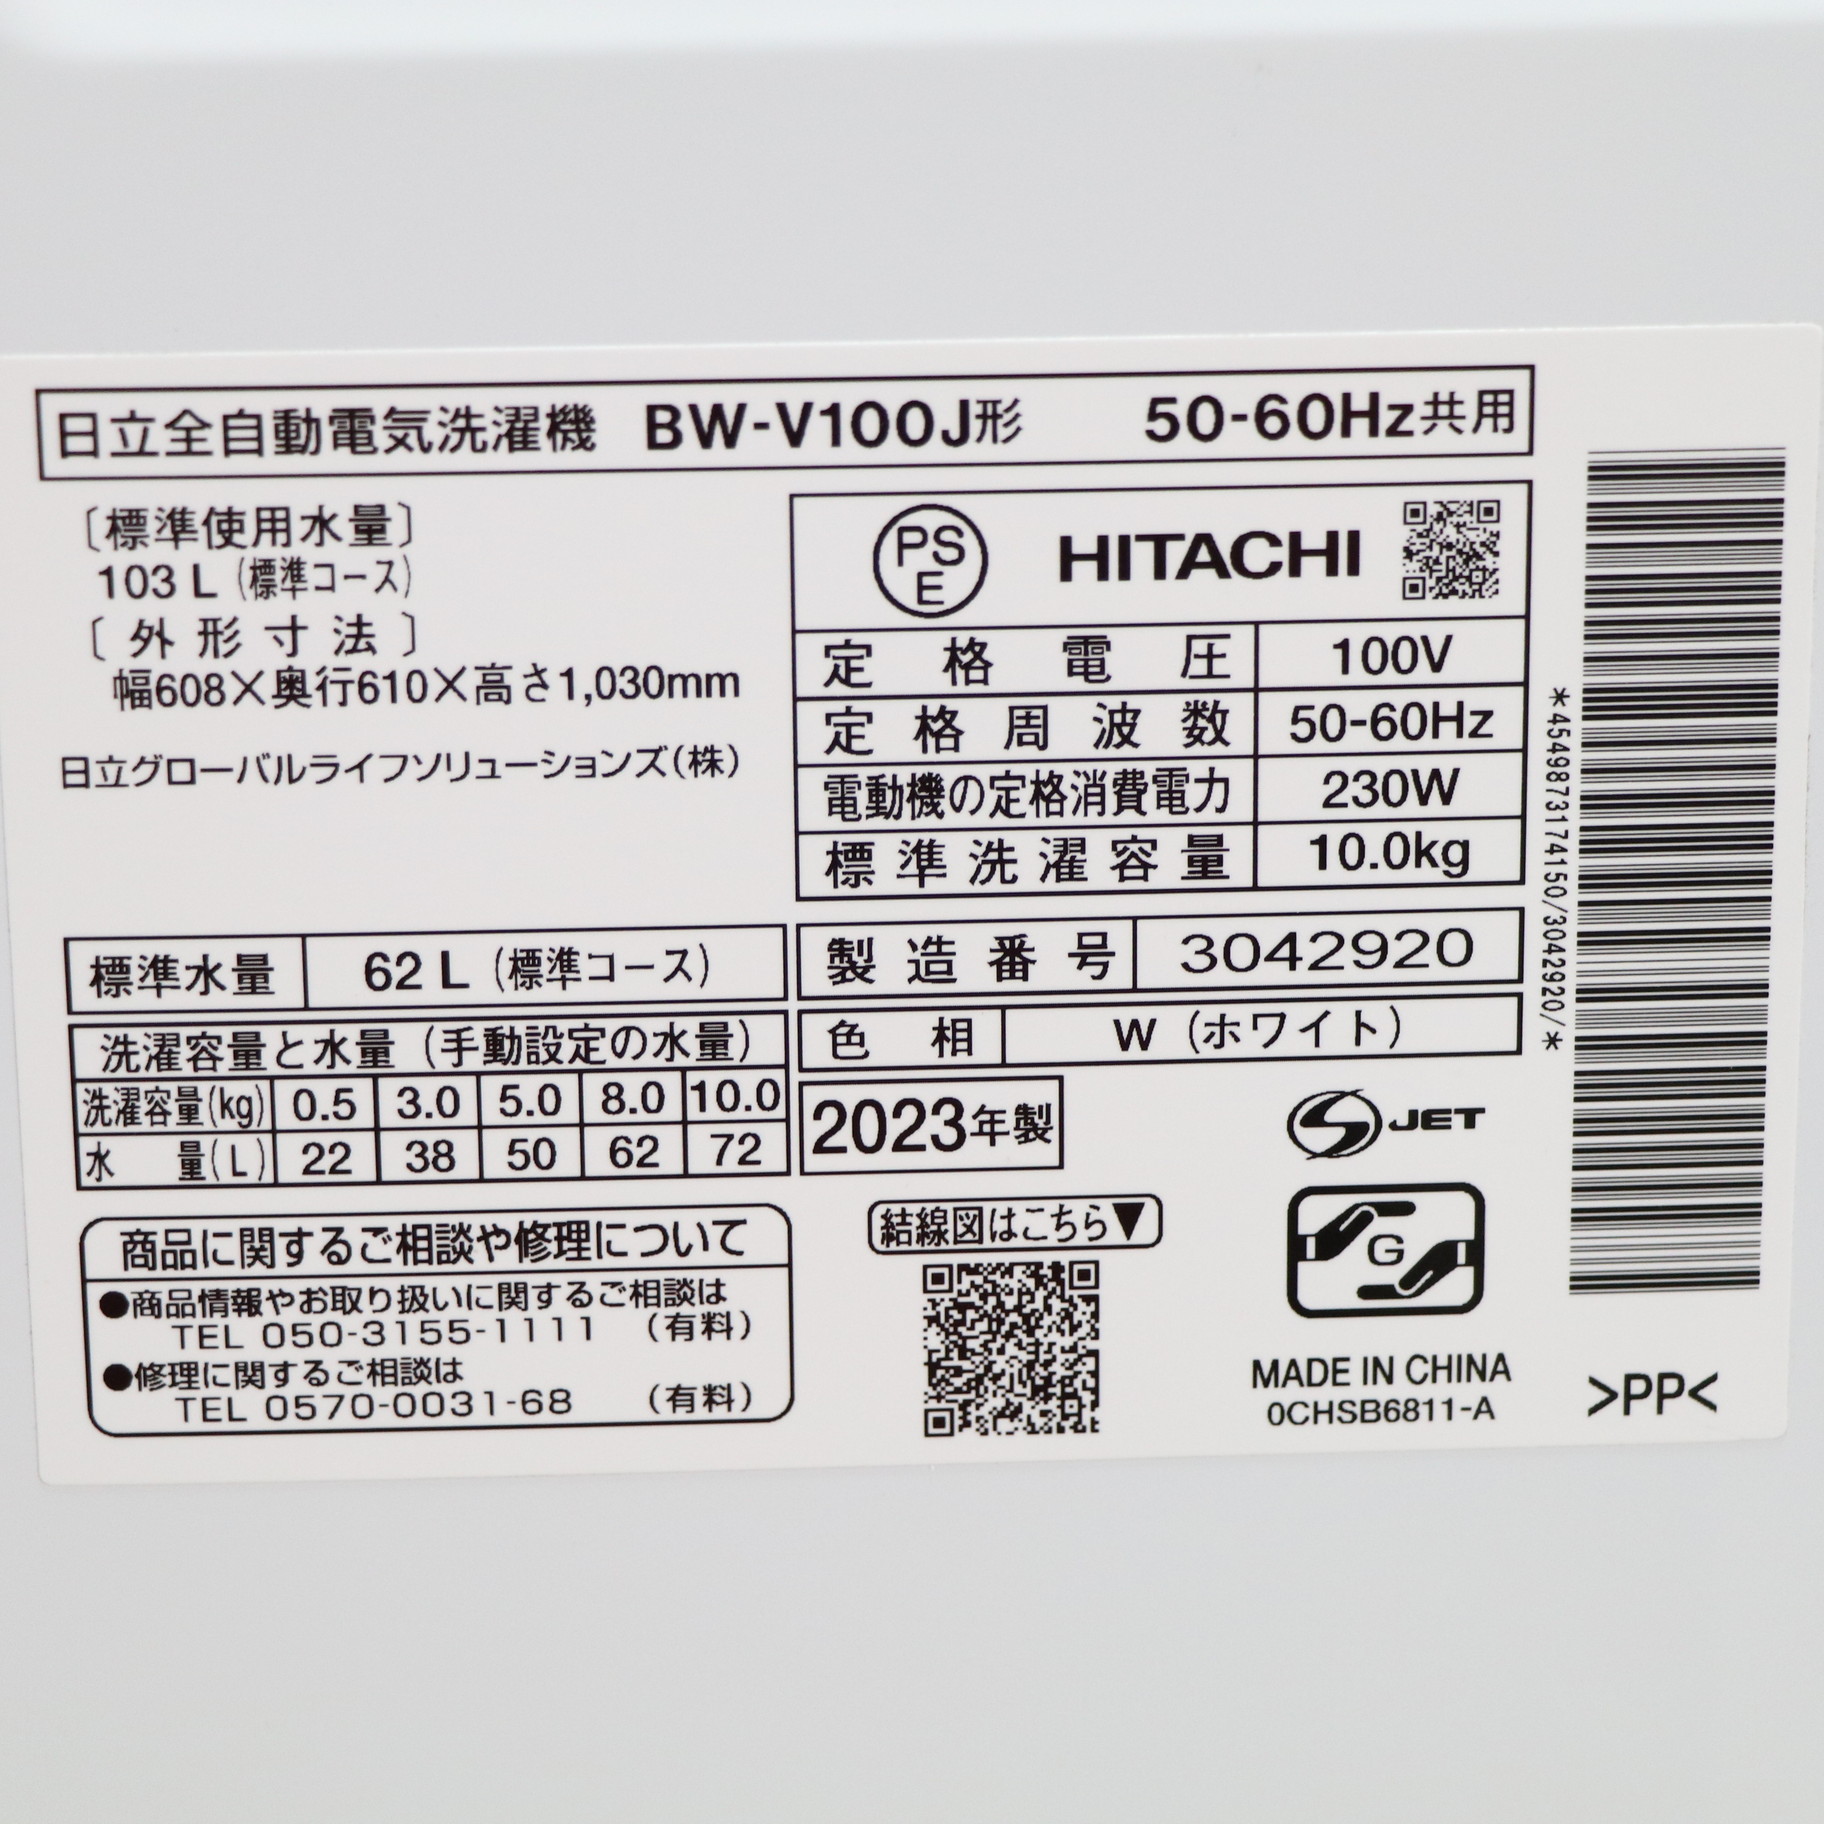 日立全自動電気洗濯機 BW-V100J形 50-60Hz共用
〔標準使用水量〕
103 L (標準コース)
〔外形寸法〕
幅608×奥行610×高さ1,030mm
日立グローバルライフソリューションズ(株)
PS
E
HITACHI
定格電圧 100V
定格周波数 50-60Hz
電動機の定格消費電力 230W
標準洗濯容量 10.0kg
標準水量 62 L (標準コース)
洗濯容量と水量 (手動設定の水量)
洗濯容量(kg) 0.5 3.0 5.0 8.0 10.0
水量(L) 22 38 50 62 72
製造番号 3042920
色相 W (ホワイト)
2023年製
S JET
商品に関するご相談や修理について
●商品情報やお取り扱いに関するご相談は
TEL 050-3155-1111 (有料)
●修理に関するご相談は
TEL 0570-0031-68 (有料)
結線図はこちら▼
G
MADE IN CHINA
0CHSB6811-A
>PP<
*4549873174150/3042920/*